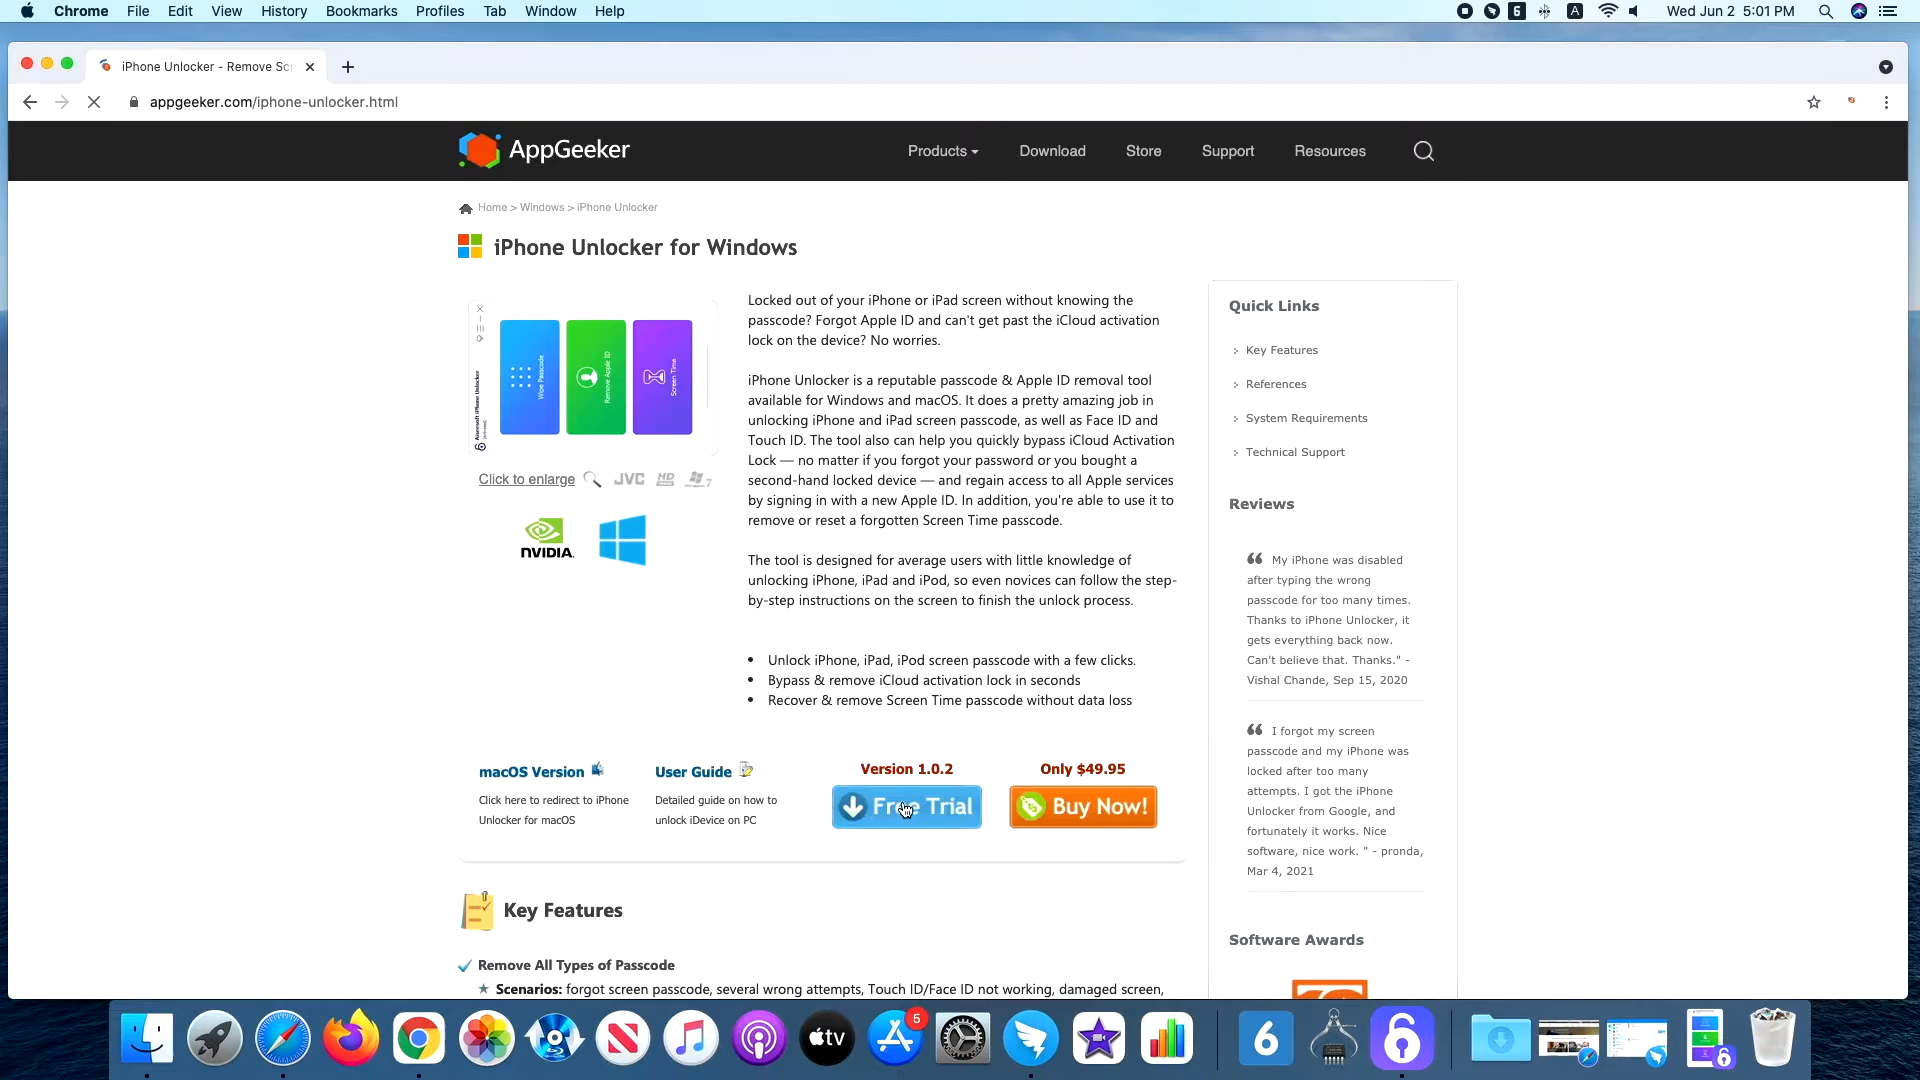 Chrome File Edit View History Bookmarks Profiles Tab Window Help
6 A Wed Jun 2 5:01 PM
iPhone Unlocker - Remove Scr
appgeeker.com/iphone-unlocker.html
AppGeeker Products Download Store Support Resources
Home > Windows > iPhone Unlocker
iPhone Unlocker for Windows
Aiseesoft iPhone Unlocker
Wipe Passcode
Remove Apple ID
Screen Time
Click to enlarge JVC HD 7
NVIDIA.
Locked out of your iPhone or iPad screen without knowing the
passcode? Forgot Apple ID and can't get past the iCloud activation
lock on the device? No worries.
iPhone Unlocker is a reputable passcode & Apple ID removal tool
available for Windows and macOS. It does a pretty amazing job in
unlocking iPhone and iPad screen passcode, as well as Face ID and
Touch ID. The tool also can help you quickly bypass iCloud Activation
Lock — no matter if you forgot your password or you bought a
second-hand locked device — and regain access to all Apple services
by signing in with a new Apple ID. In addition, you're able to use it to
remove or reset a forgotten Screen Time passcode.
The tool is designed for average users with little knowledge of
unlocking iPhone, iPad and iPod, so even novices can follow the step-
by-step instructions on the screen to finish the unlock process.
• Unlock iPhone, iPad, iPod screen passcode with a few clicks.
• Bypass & remove iCloud activation lock in seconds
• Recover & remove Screen Time passcode without data loss
macOS Version
Click here to redirect to iPhone
Unlocker for macOS
User Guide
Detailed guide on how to
unlock iDevice on PC
Version 1.0.2
Free Trial
Only $49.95
Buy Now!
Key Features
Remove All Types of Passcode
★ Scenarios: forgot screen passcode, several wrong attempts, Touch ID/Face ID not working, damaged screen,
Quick Links
Key Features
References
System Requirements
Technical Support
Reviews
“ My iPhone was disabled
after typing the wrong
passcode for too many times.
Thanks to iPhone Unlocker, it
gets everything back now.
Can't believe that. Thanks." -
Vishal Chande, Sep 15, 2020
“ I forgot my screen
passcode and my iPhone was
locked after too many
attempts. I got the iPhone
Unlocker from Google, and
fortunately it works. Nice
software, nice work. " - pronda,
Mar 4, 2021
Software Awards
tv
5
6